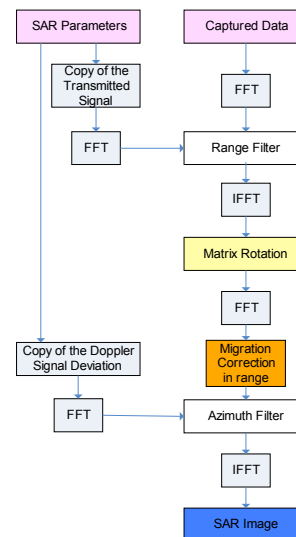 SAR Parameters
Captured Data
Copy of the
Transmitted
Signal
FFT
FFT
Range Filter
IFFT
Matrix Rotation
FFT
Copy of the Doppler
Signal Deviation
Migration
Correction
in range
FFT
Azimuth Filter
IFFT
SAR Image